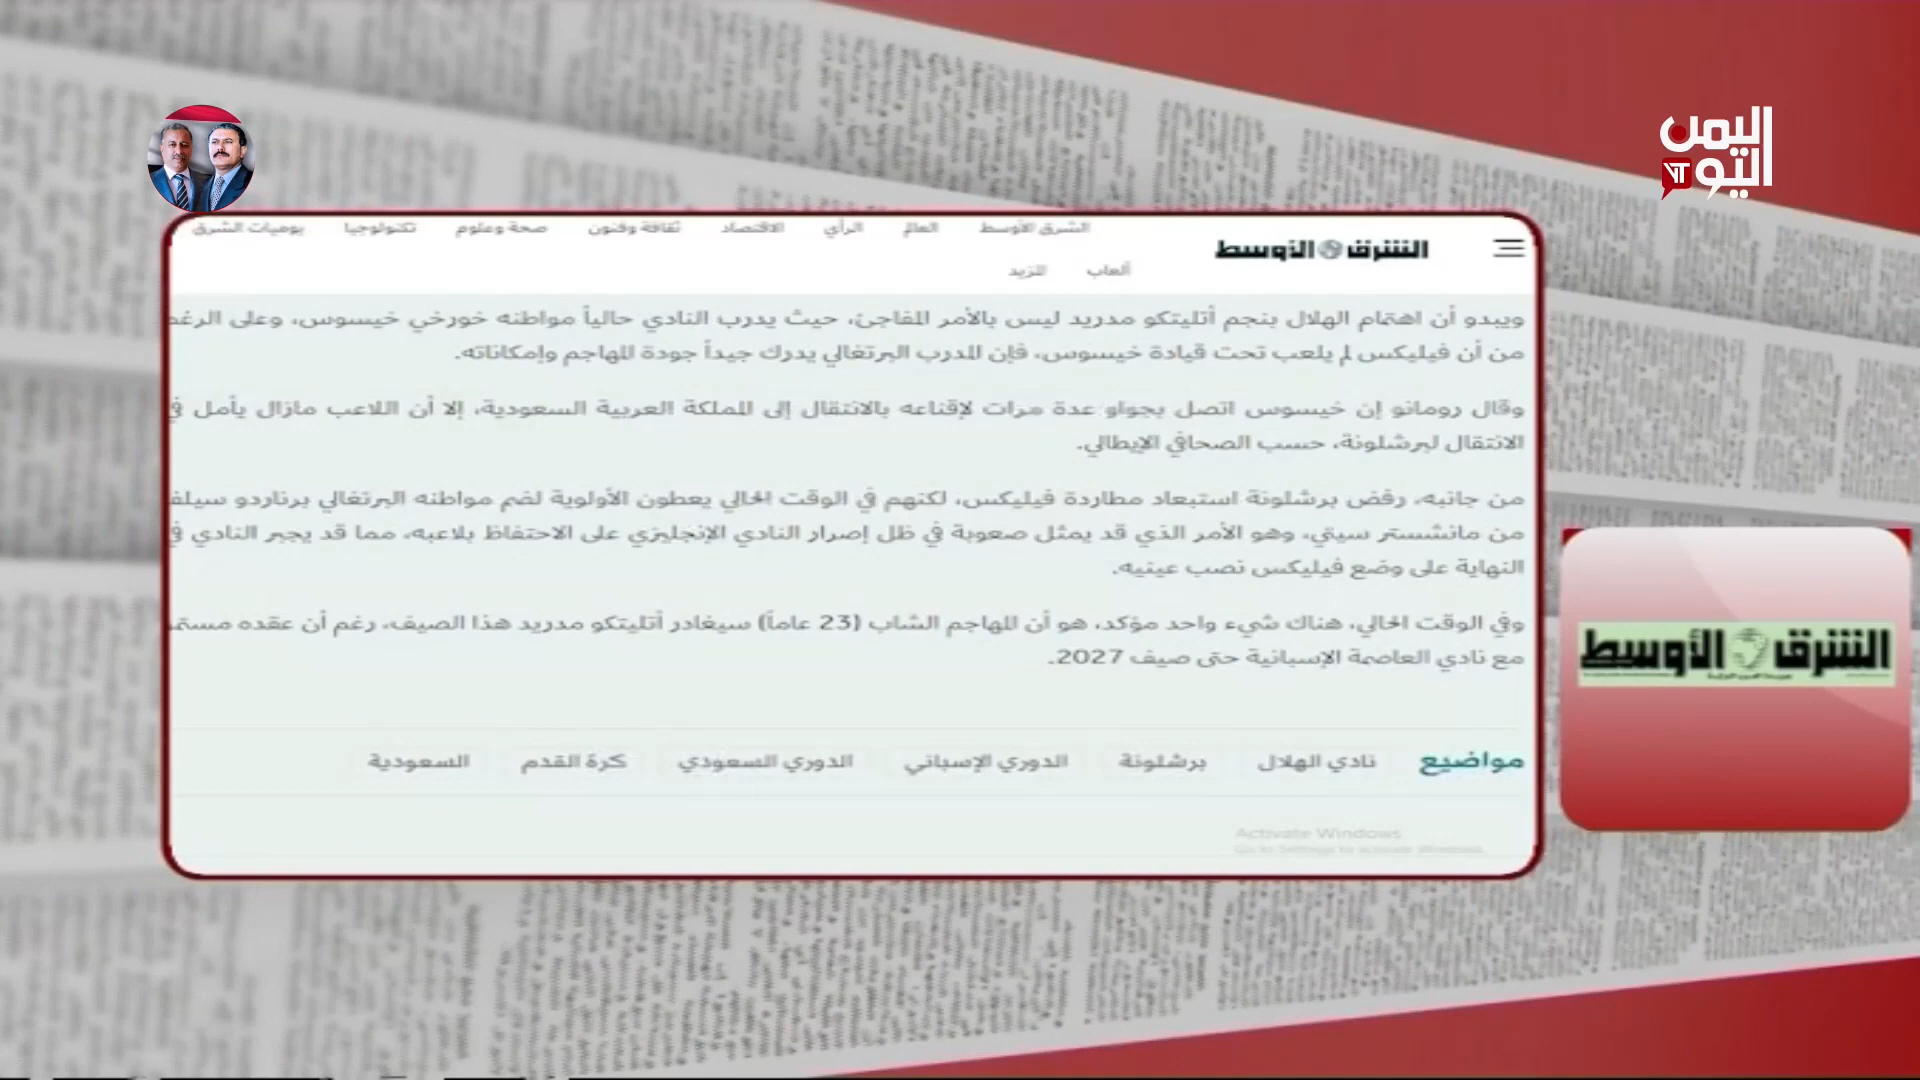 اليمن
اليوم
YT
الشرق الأوسط
الشرق الأوسط العالم الرأي الاقتصاد ثقافة وفنون صحة وعلوم تكنولوجيا يوميات الشرق
ألعاب المزيد
ويبدو أن اهتمام الهلال بنجم أتليتكو مدريد ليس بالأمر المفاجئ، حيث يدرب النادي حالياً مواطنه خورخي خيسوس، وعلى الرغم
من أن فيليكس لم يلعب تحت قيادة خيسوس، فإن المدرب البرتغالي يدرك جيداً جودة المهاجم وإمكاناته.
وقال رومانو إن خيسوس اتصل بجواو عدة مرات لإقناعه بالانتقال إلى المملكة العربية السعودية، إلا أن اللاعب مازال يأمل في
الانتقال لبرشلونة، حسب الصحافي الإيطالي.
من جانبه، رفض برشلونة استبعاد مطاردة فيليكس، لكنهم في الوقت الحالي يعطون الأولوية لضم مواطنه البرتغالي برناردو سيلفا
من مانشستر سيتي، وهو الأمر الذي قد يمثل صعوبة في ظل إصرار النادي الإنجليزي على الاحتفاظ بلاعبه، مما قد يجبر النادي في
النهاية على وضع فيليكس نصب عينيه.
وفي الوقت الحالي، هناك شيء واحد مؤكد، هو أن المهاجم الشاب (23 عاماً) سيغادر أتليتكو مدريد هذا الصيف، رغم أن عقده مستمر
مع نادي العاصمة الإسبانية حتى صيف 2027.
مواضيع نادي الهلال برشلونة الدوري الإسباني الدوري السعودي كرة القدم السعودية
Activate Windows
Go to Settings to activate Windows.
الشرق الأوسط